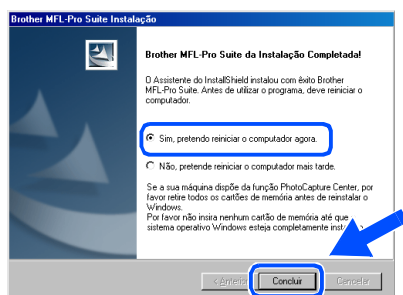 Brother MFL-Pro Suite Instalação
Brother MFL-Pro Suite da Instalação Completada!
O Assistente do InstallShield instalou com êxito Brother
MFL-Pro Suite. Antes de utilizar o programa, deve reiniciar o
computador.
Sim, pretendo reiniciar o computador agora.
Não, pretende reiniciar o computador mais tarde.
Se a sua máquina dispõe da função PhotoCapture Center, por
favor retire todos os cartões de memória antes de reinstalar o
Windows.
Por favor não insira nenhum cartão de memória até que
sistema operativo Windows esteja completamente
< Anterior Concluir Cancelar